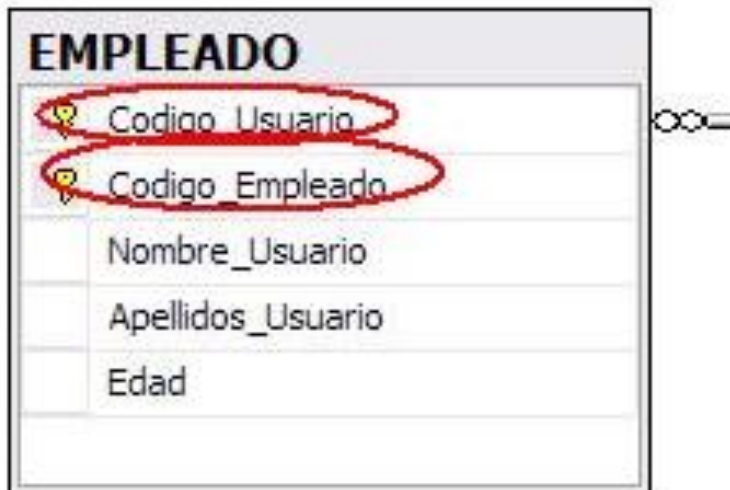 EMPLEADO
Codigo_Usuario
Codigo_Empleado
Nombre_Usuario
Apellidos_Usuario
Edad